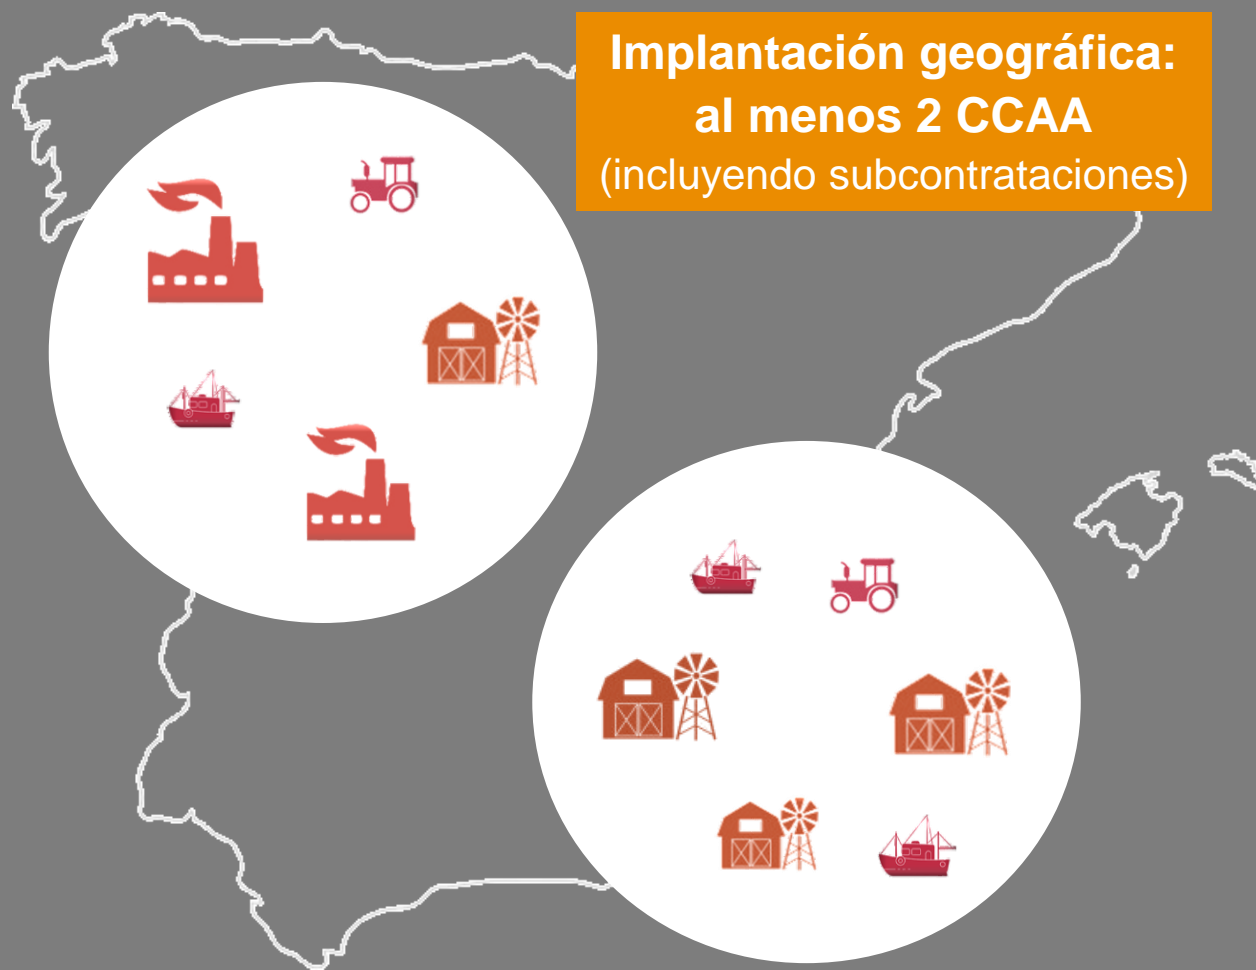 Implantación geográfica:
al menos 2 CCAA
(incluyendo subcontrataciones)